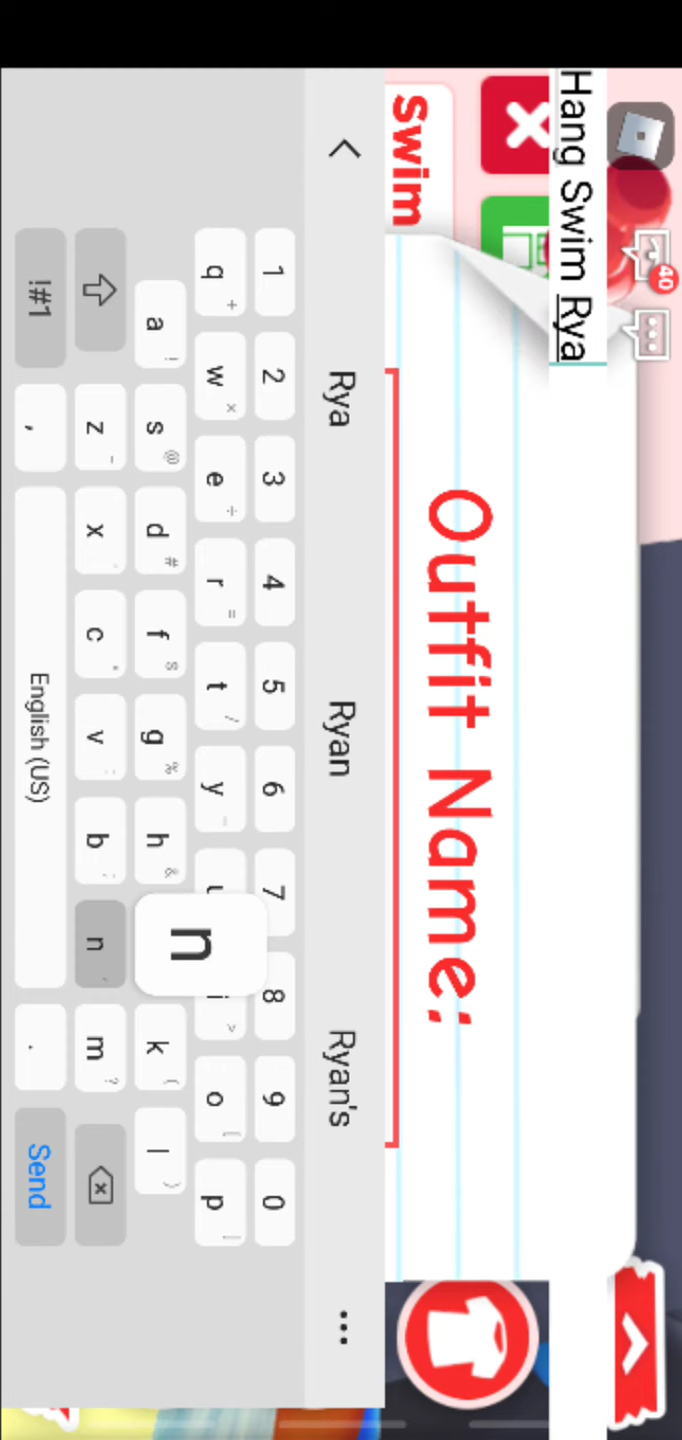 40
Hang Swim Rya
Swim
Outfit Name:
Rya Ryan Ryan's
1 2 3 4 5 6 7 8 9 0
q w e r t y u i o p
a s d f g h k l
n
z x c v b n m
!#1 , English (US) . Send